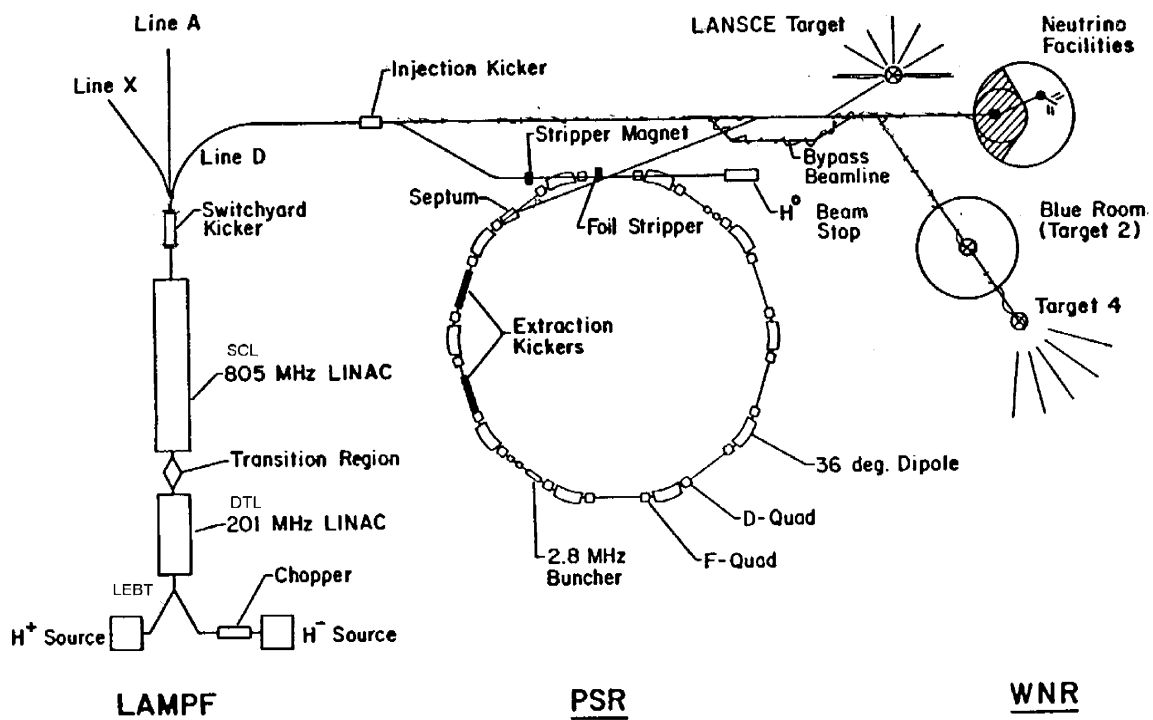 Line A
Line X
Line D
Injection Kicker
LANSCE Target
Neutrino
Facilities
Stripper Magnet
Bypass
Beamline
Septum
Switchyard
Kicker
Foil Stripper
H° Beam
Stop
Blue Room
(Target 2)
Target 4
Extraction
Kickers
SCL
805 MHz LINAC
Transition Region
36 deg. Dipole
DTL
201 MHz LINAC
D-Quad
F-Quad
2.8 MHz
Buncher
LEBT
Chopper
H+ Source
H- Source
LAMPF
PSR
WNR